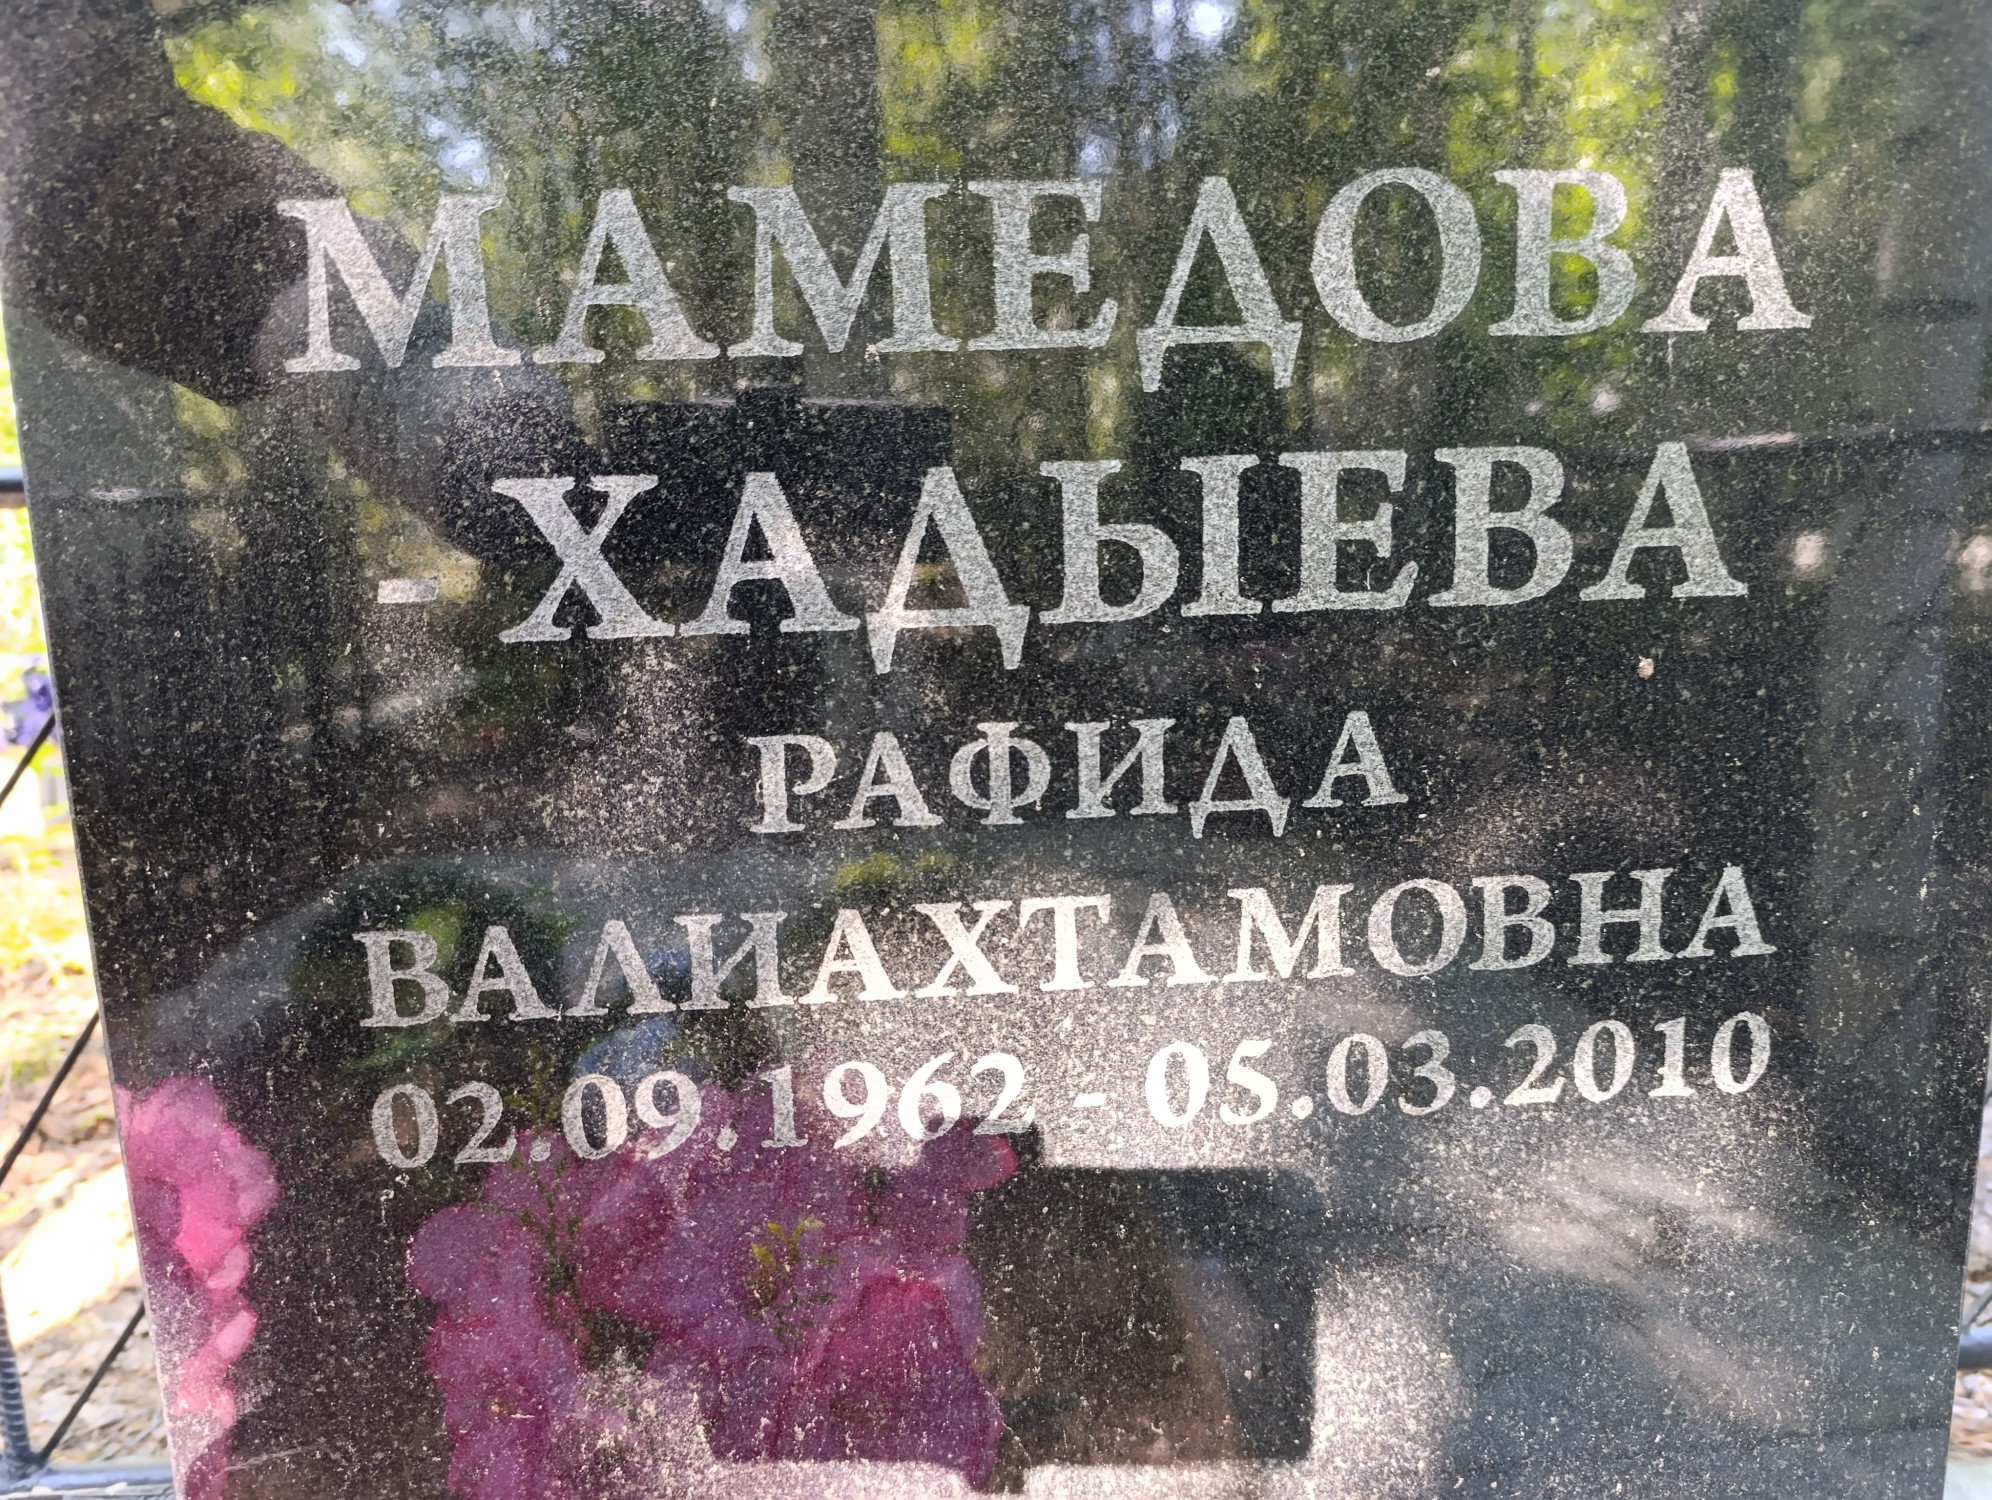 МАМЕДОВА
- ХАДЫЕВА
РАФИДА
ВАЛИАХТАМОВНА
02.09.1962 - 05.03.2010